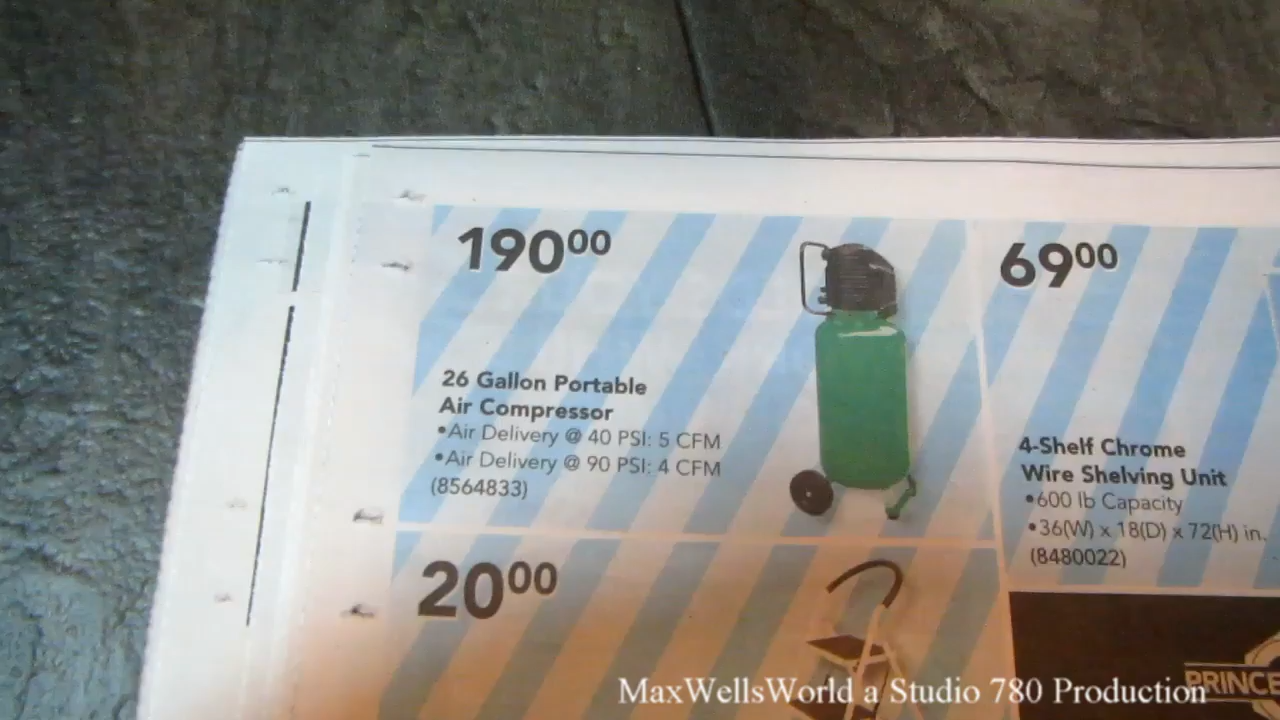 190⁰⁰
26 Gallon Portable
Air Compressor
•Air Delivery @ 40 PSI: 5 CFM
•Air Delivery @ 90 PSI: 4 CFM
(8564833)
69⁰⁰
4-Shelf Chrome
Wire Shelving Unit
•600 lb Capacity
•36(W) x 18(D) x 72(H) in.
(8480022)
20⁰⁰
PRINCE
MaxWellsWorld a Studio 780 Production